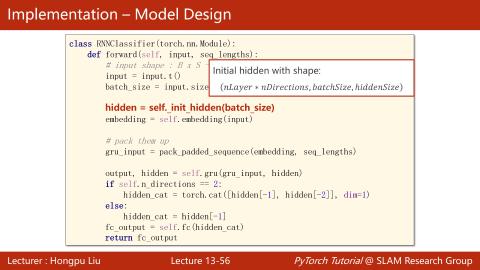 Implementation – Model Design
class RNNClassifier(torch.nn.Module):
def forward(self, input, seq_lengths):
# input shape : B x S
input = input.t()
batch_size = input.size
Initial hidden with shape:
(nLayer ∗ nDirections, batchSize, hiddenSize)
hidden = self._init_hidden(batch_size)
embedding = self.embedding(input)
# pack them up
gru_input = pack_padded_sequence(embedding, seq_lengths)
output, hidden = self.gru(gru_input, hidden)
if self.n_directions == 2:
hidden_cat = torch.cat([hidden[-1], hidden[-2]], dim=1)
else:
hidden_cat = hidden[-1]
fc_output = self.fc(hidden_cat)
return fc_output
Lecturer : Hongpu Liu
Lecture 13-56
PyTorch Tutorial @ SLAM Research Group